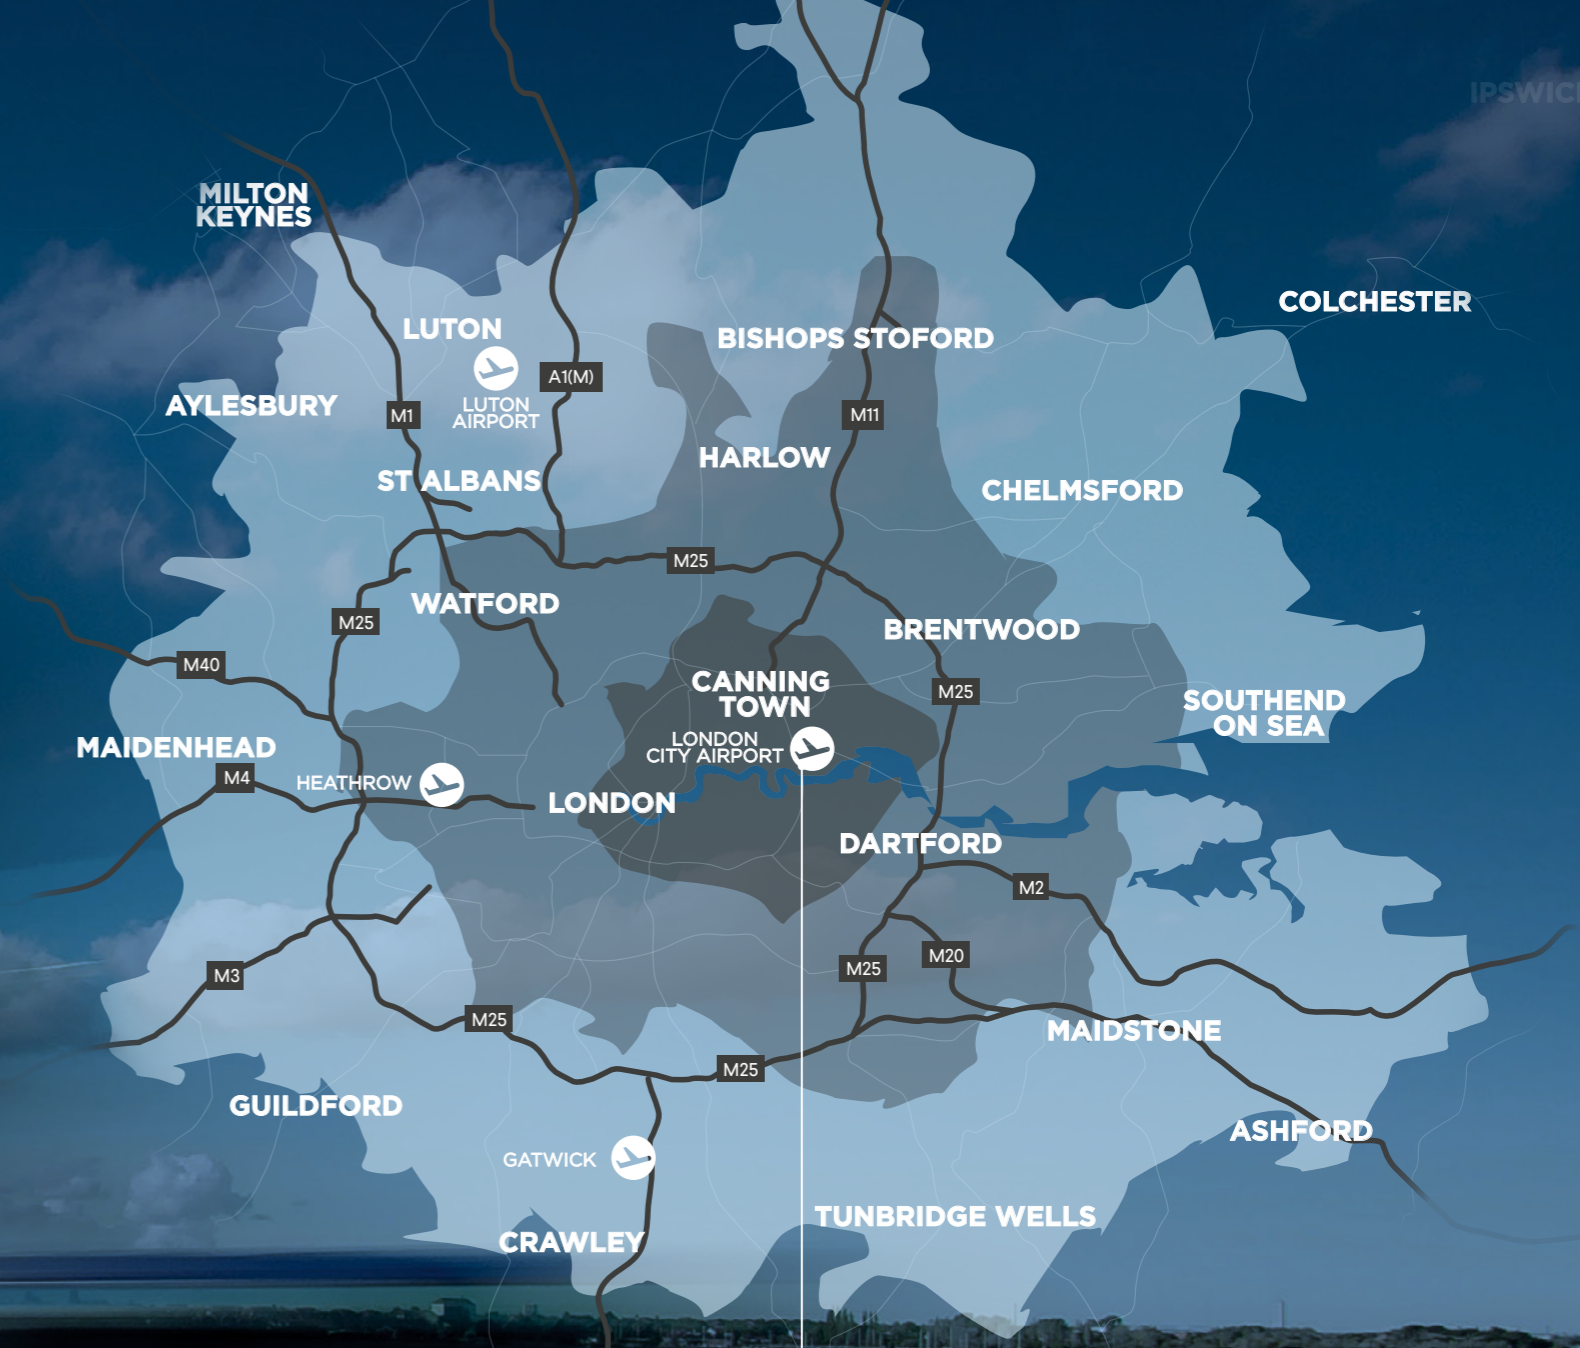 IPSWICH
MILTON
KEYNES
COLCHESTER
LUTON
BISHOPS STOFORD
A1(M)
AYLESBURY
LUTON
AIRPORT
M1
M11
HARLOW
ST ALBANS
CHELMSFORD
M25
WATFORD
M25
BRENTWOOD
M40
CANNING
TOWN
M25
SOUTHEND
ON SEA
MAIDENHEAD
LONDON
CITY AIRPORT
M4
HEATHROW
LONDON
DARTFORD
M2
M20
M25
M3
M25
MAIDSTONE
M25
GUILDFORD
ASHFORD
GATWICK
TUNBRIDGE WELLS
CRAWLEY